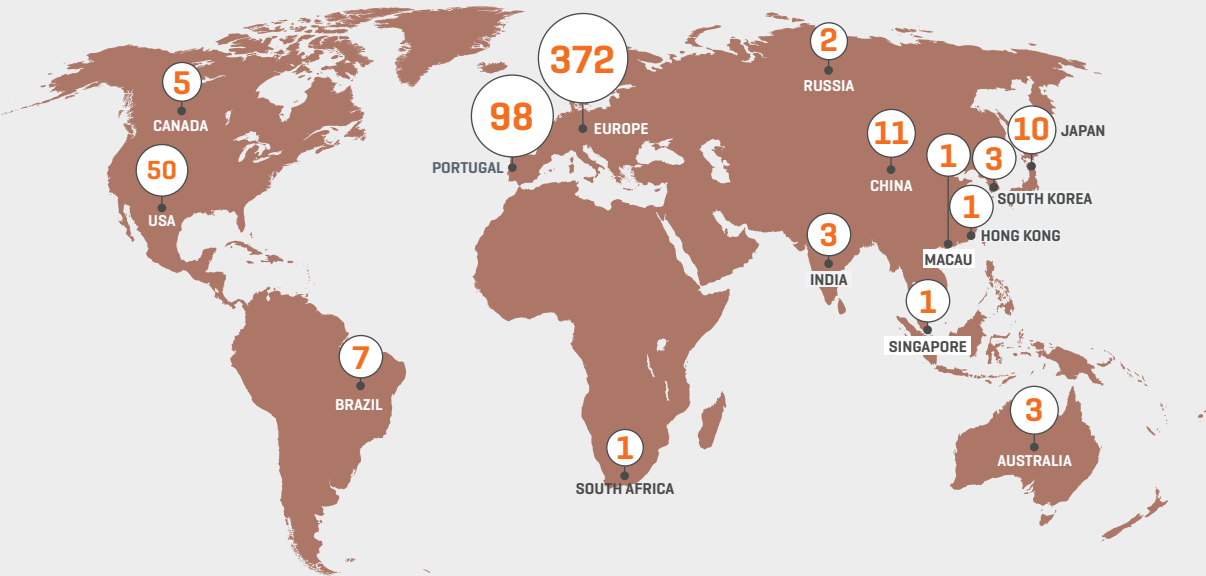 5
CANADA
50
USA
7
BRAZIL
372
EUROPE
98
PORTUGAL
1
SOUTH AFRICA
2
RUSSIA
11
CHINA
1
MACAU
3
SOUTH KOREA
10
JAPAN
1
HONG KONG
3
INDIA
1
SINGAPORE
3
AUSTRALIA